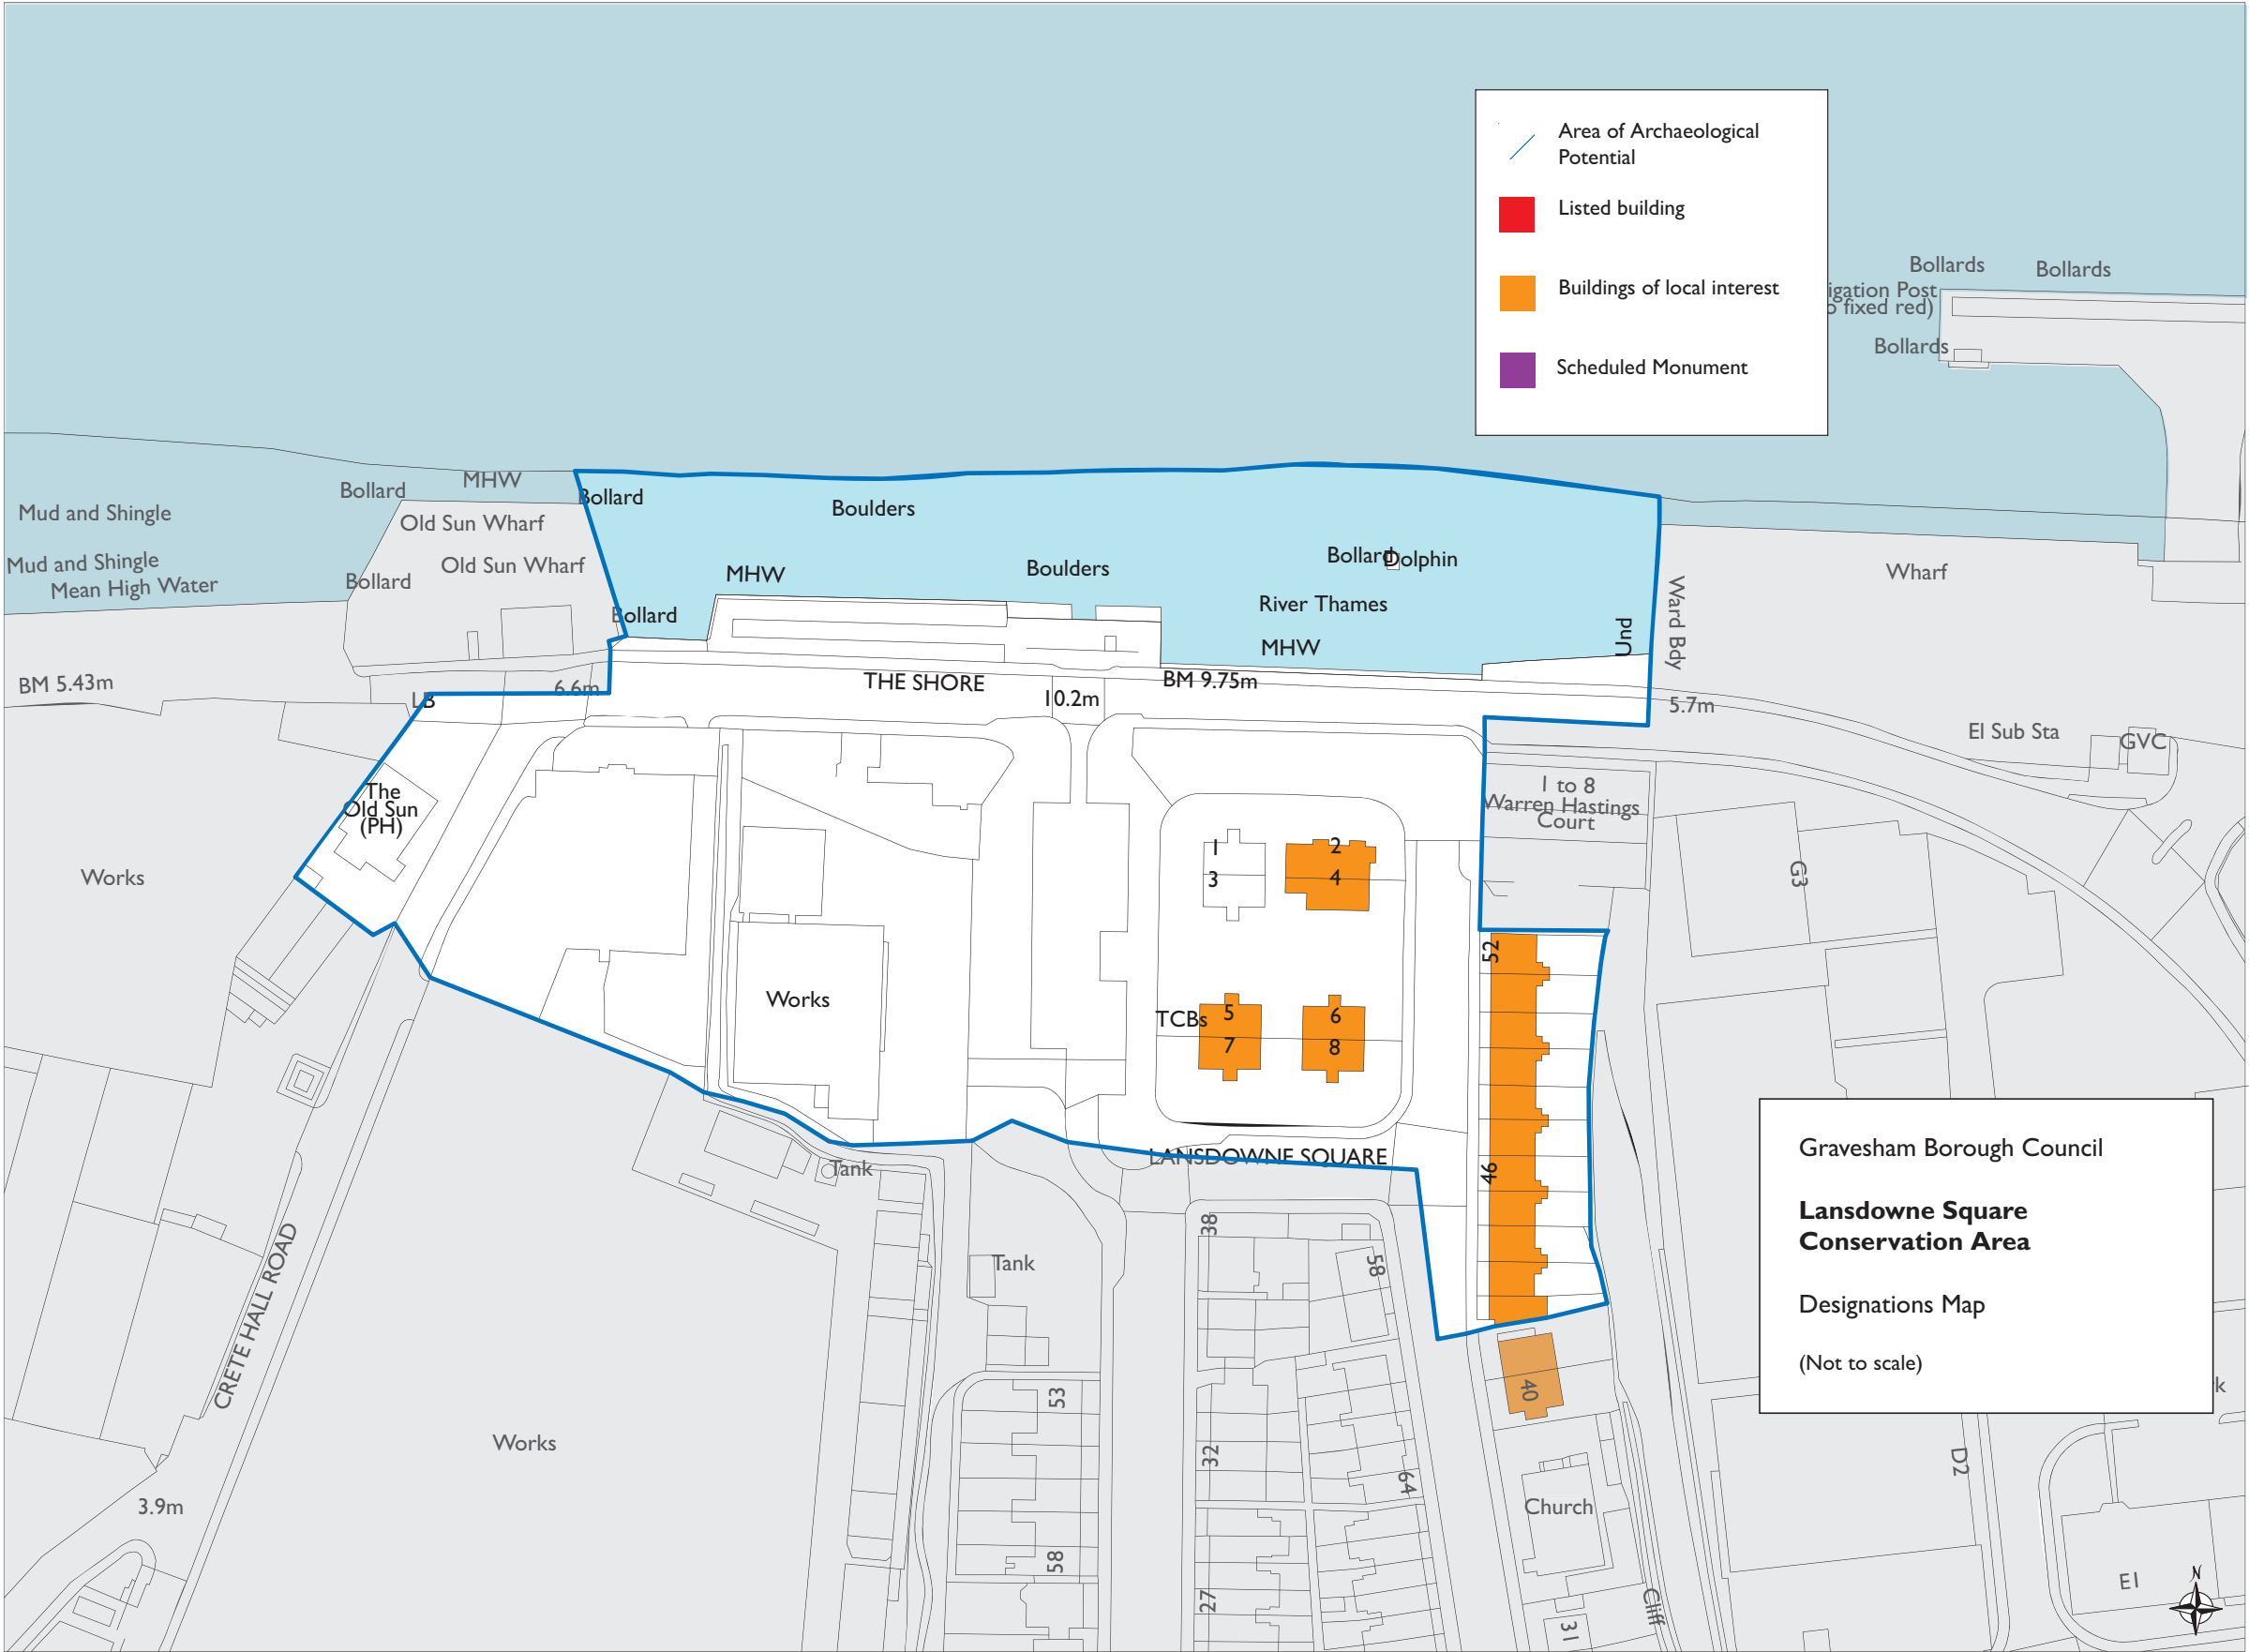 Area of Archaeological
Potential
Listed building
Buildings of local interest
Scheduled Monument
Bollards
Bollards
igation Post
o fixed red)
Bollards
MHW
Bollard
Bollard
Boulders
Mud and Shingle
Old Sun Wharf
Bollard
Dolphin
Mud and Shingle
Old Sun Wharf
Boulders
Wharf
MHW
Mean High Water
Bollard
River Thames
Bollard
Und
Ward Bdy
MHW
BM 5.43m
6.6m
THE SHORE
BM 9.75m
LB
10.2m
5.7m
El Sub Sta
GVC
The
Old Sun
(PH)
1 to 8
Warren Hastings
Court
1
2
3
4
Works
G3
52
Works
TCBs
5
6
7
8
LANSDOWNE SQUARE
46
Tank
38
58
Tank
CRETE HALL ROAD
Gravesham Borough Council
Lansdowne Square
Conservation Area
Designations Map
(Not to scale)
k
53
40
Works
32
64
D2
3.9m
Church
58
27
31
Cliff
E1
N